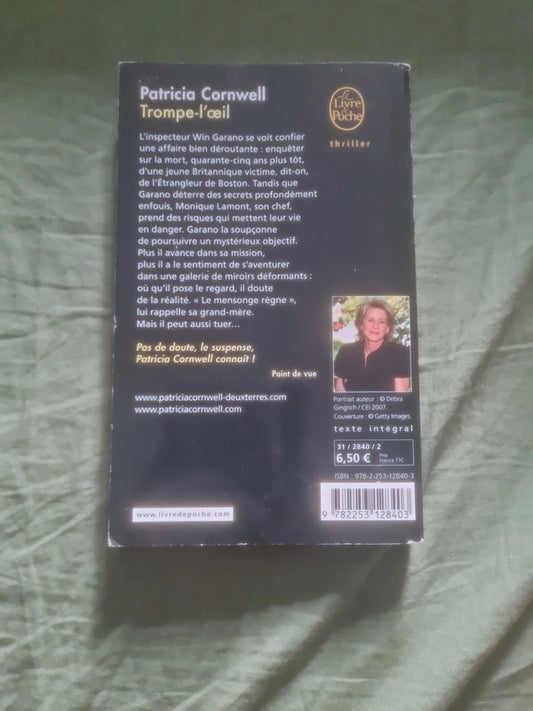 Patricia Cornwell
Trompe-l'œil
Le
Livre
de
Poche
thriller
L'inspecteur Win Garano se voit confier
une affaire bien déroutante : enquêter
sur la mort, quarante-cinq ans plus tôt,
d'une jeune Britannique victime, dit-on,
de l'Étrangleur de Boston. Tandis que
Garano déterre des secrets profondément
enfouis, Monique Lamont, son chef,
prend des risques qui mettent leur vie
en danger. Garano la soupçonne
de poursuivre un mystérieux objectif.
Plus il avance dans sa mission,
plus il a le sentiment de s'aventurer
dans une galerie de miroirs déformants :
où qu'il pose le regard, il doute
de la réalité. « Le mensonge règne »,
lui rappelle sa grand-mère.
Mais il peut aussi tuer…
Pas de doute, le suspense,
Patricia Cornwell connaît !
Point de vue
www.patriciacornwell-deuxterres.com
www.patriciacornwell.com
Portrait auteur : © Debra
Gingrich / CEI 2007.
Couverture : © Getty Images.
texte intégral
31 / 2840 / 2
6,50 € Prix
France TTC
ISBN : 978-2-253-12840-3
9 782253 128403
www.livredepoche.com